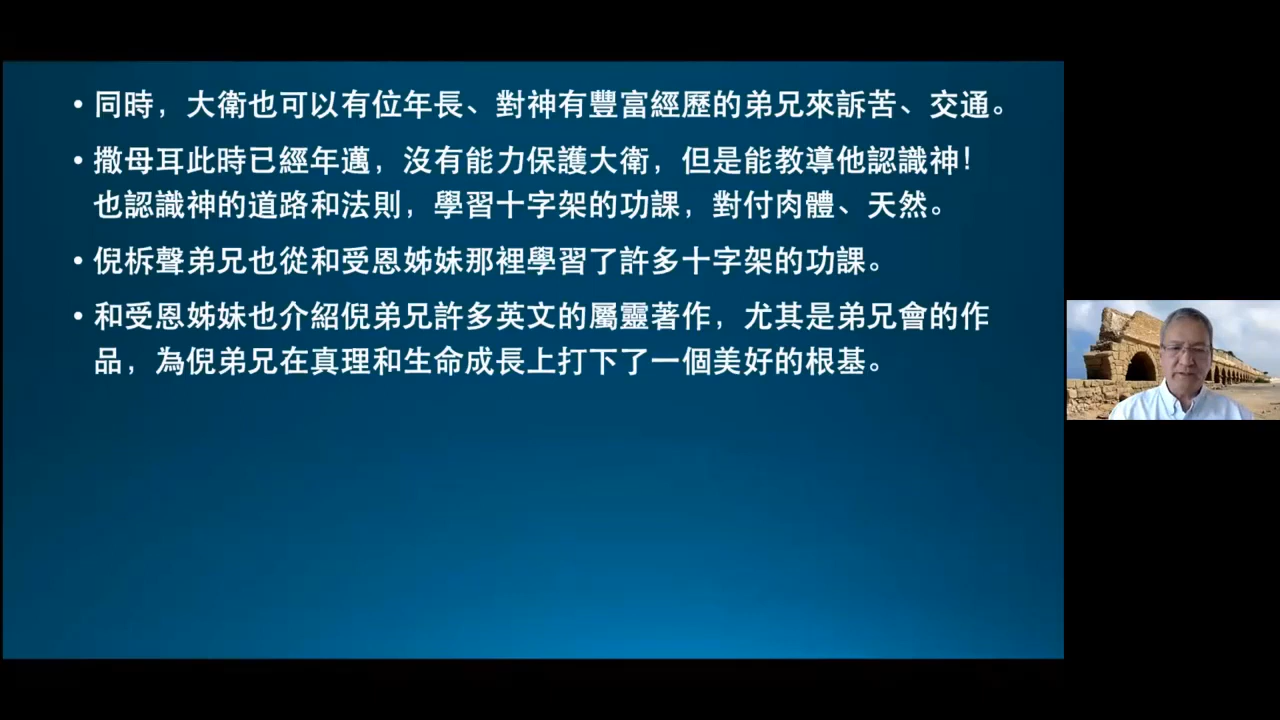 • 同時，大衛也可以有位年長、對神有豐富經歷的弟兄來訴苦、交通。
• 撒母耳此時已經年邁，沒有能力保護大衛，但是能教導他認識神！
也認識神的道路和法則，學習十字架的功課，對付肉體、天然。
• 倪柝聲弟兄也從和受恩姊妹那裡學習了許多十字架的功課。
• 和受恩姊妹也介紹倪弟兄許多英文的屬靈著作，尤其是弟兄會的作
品，為倪弟兄在真理和生命成長上打下了一個美好的根基。